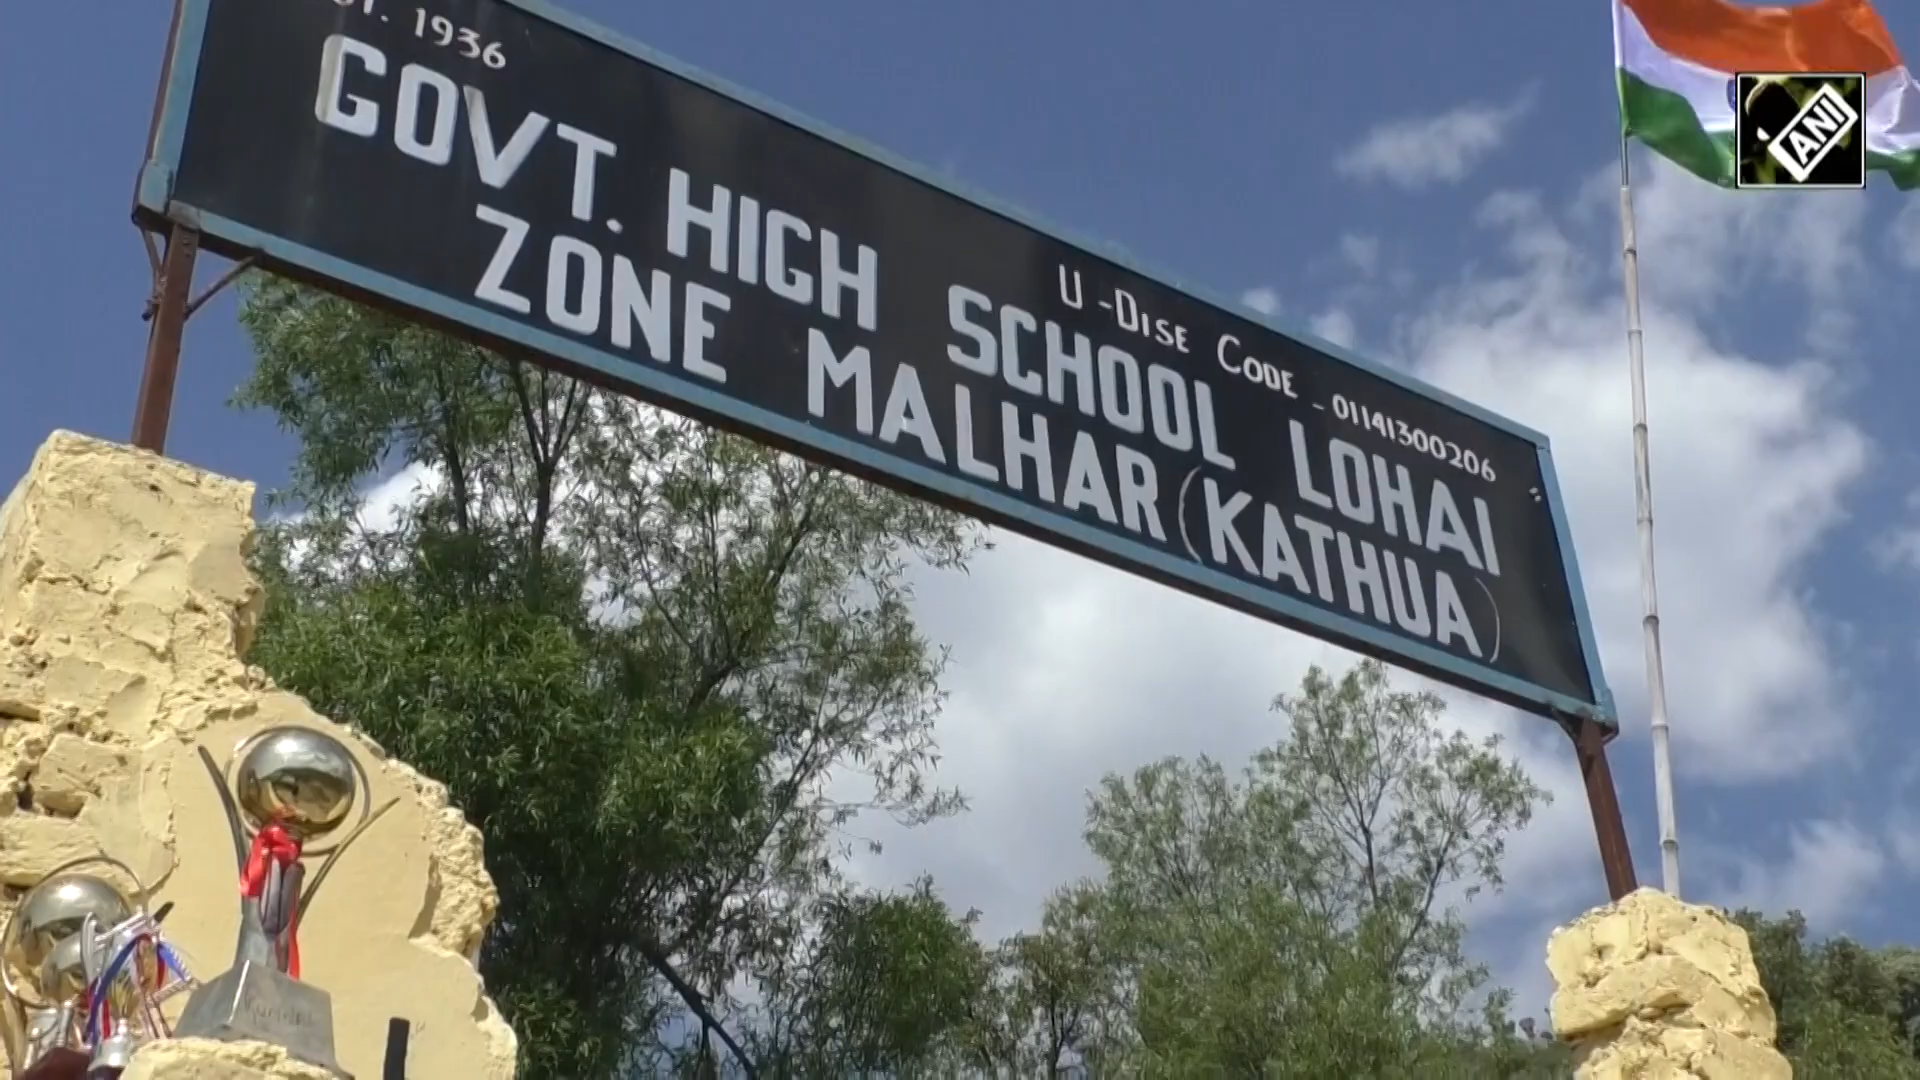 1936
GOVT. HIGH SCHOOL LOHAI
ZONE MALHAR (KATHUA)
U-DISE CODE - 01141300206
ANI